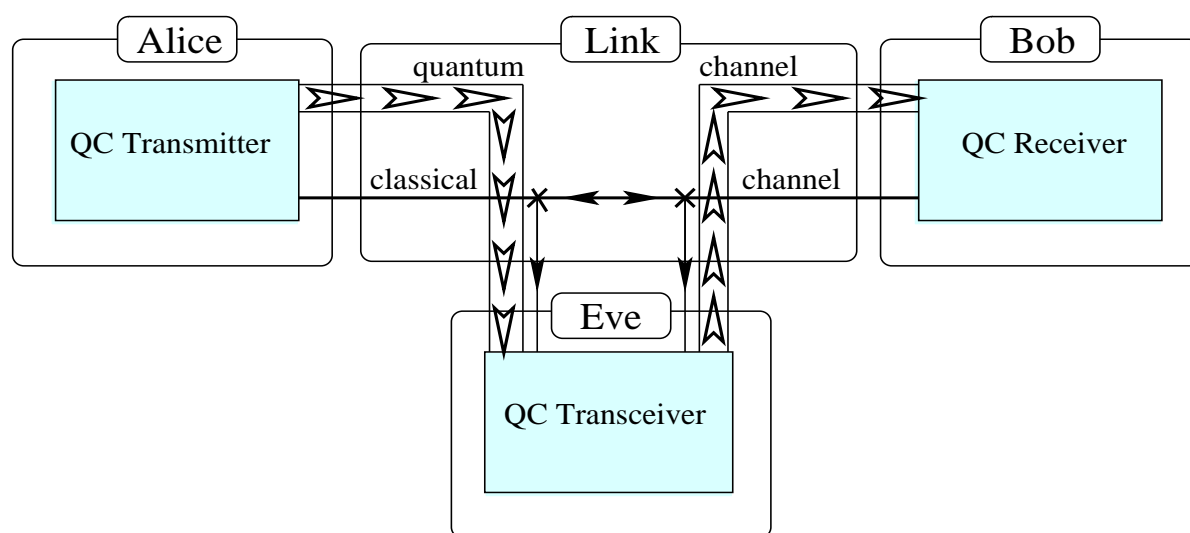 Alice
Link
Bob
quantum
channel
QC Transmitter
QC Receiver
classical
channel
Eve
QC Transceiver